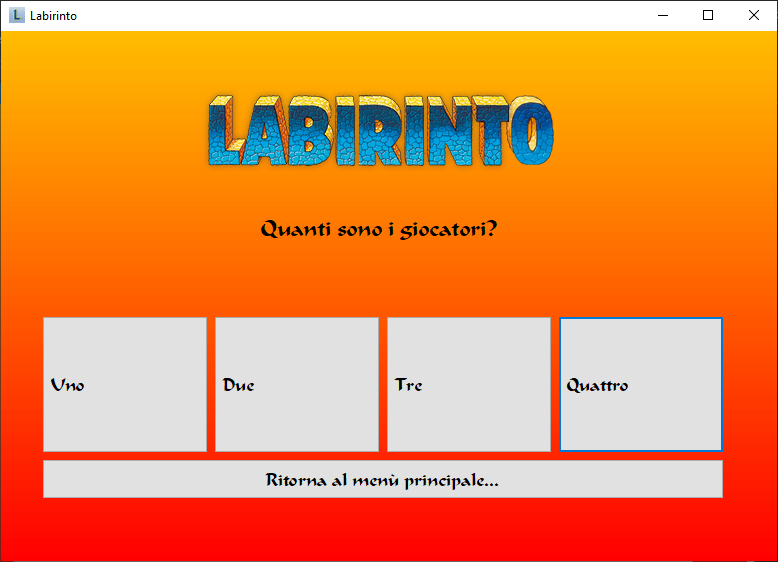 L Labirinto
LABIRINTO
Quanti sono i giocatori?
Uno
Due
Tre
Quattro
Ritorna al menù principale...